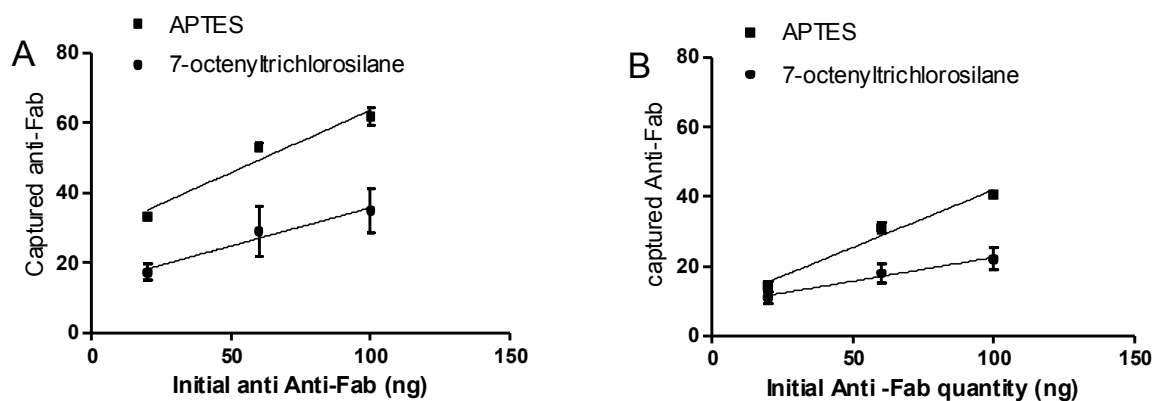 A
APTES
7-octenyltrichlorosilane
80
60
40
20
0
Captured anti-Fab
0 50 100 150
Initial anti Anti-Fab (ng)
B
APTES
7-octenyltrichlorosilane
80
60
40
20
0
captured Anti-Fab
0 50 100 150
Initial Anti -Fab quantity (ng)